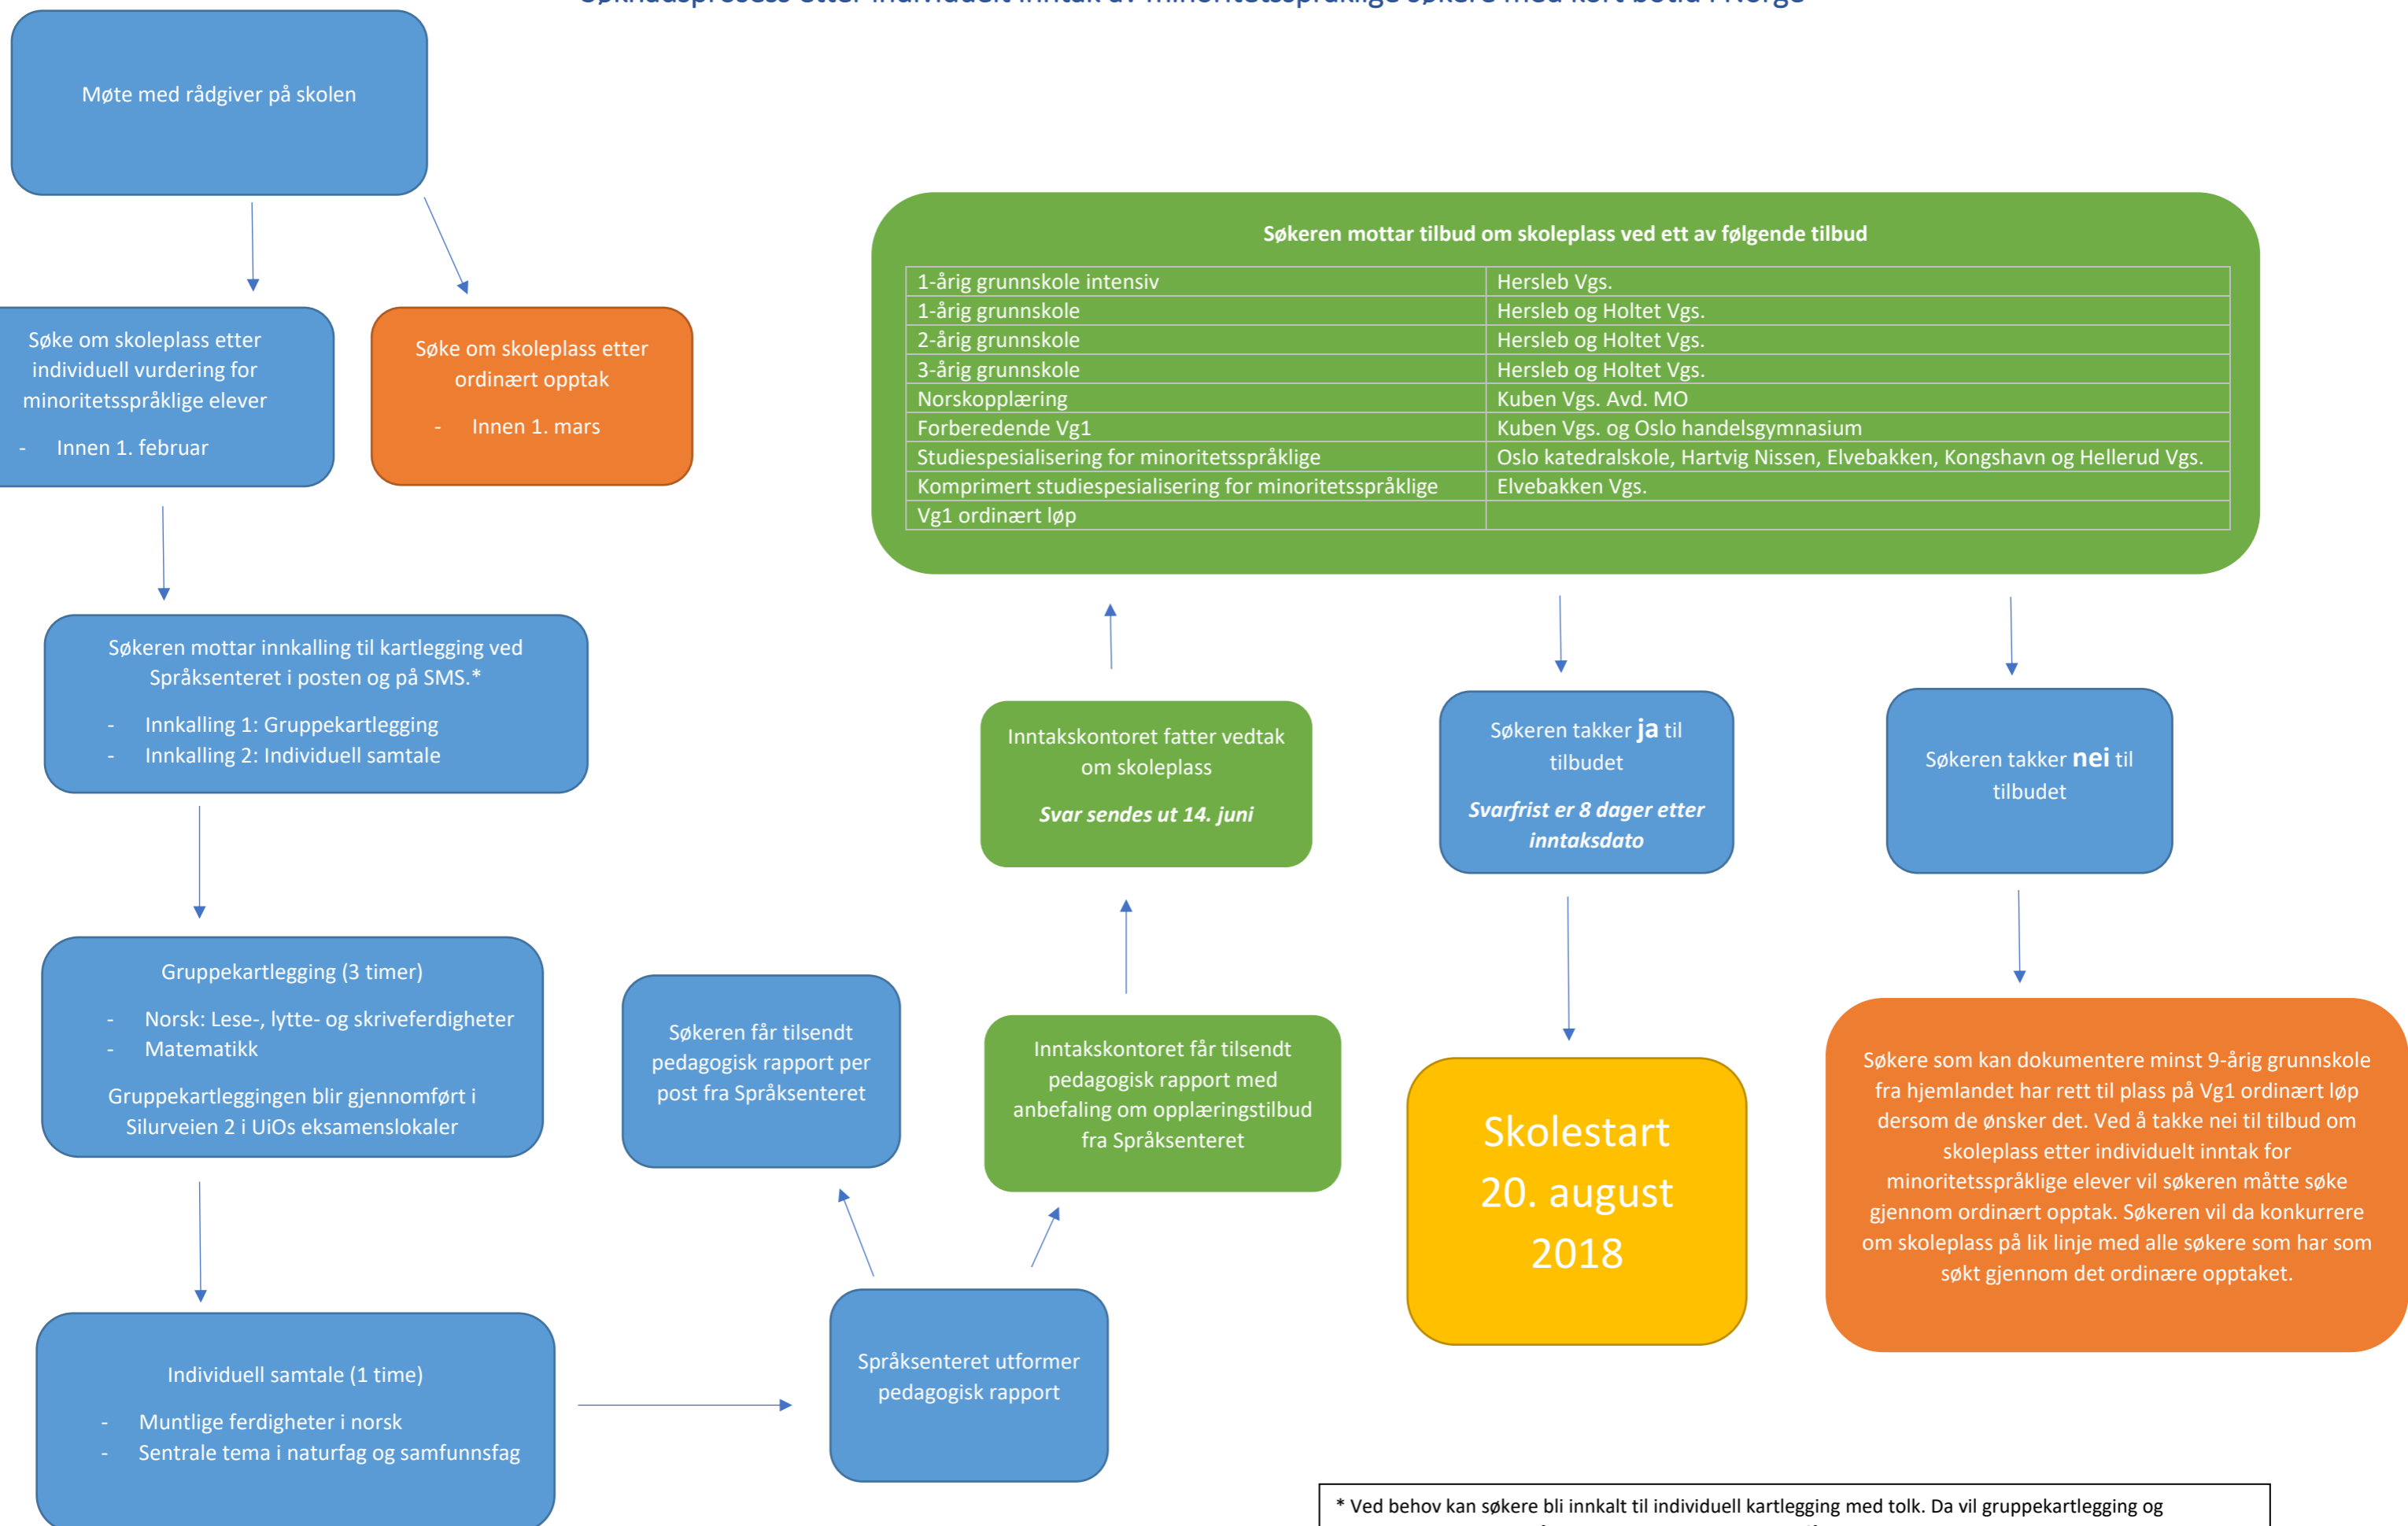 Møte med rådgiver på skolen
Søke om skoleplass etter
individuell vurdering for
minoritetsspråklige elever
- Innen 1. februar
Søke om skoleplass etter
ordinært opptak
- Innen 1. mars
Søkeren mottar innkalling til kartlegging ved
Språksenteret i posten og på SMS.*
- Innkalling 1: Gruppekartlegging
- Innkalling 2: Individuell samtale
Gruppekartlegging (3 timer)
- Norsk: Lese-, lytte- og skriveferdigheter
- Matematikk
Gruppekartleggingen blir gjennomført i
Silurveien 2 i UiOs eksamenslokaler
Individuell samtale (1 time)
- Muntlige ferdigheter i norsk
- Sentrale tema i naturfag og samfunnsfag
Språksenteret utformer
pedagogisk rapport
Søkeren får tilsendt
pedagogisk rapport per
post fra Språksenteret
Inntakskontoret får tilsendt
pedagogisk rapport med
anbefaling om opplæringstilbud
fra Språksenteret
Inntakskontoret fatter vedtak
om skoleplass
Svar sendes ut 14. juni
Søkeren mottar tilbud om skoleplass ved ett av følgende tilbud
1-årig grunnskole intensiv Hersleb Vgs.
1-årig grunnskole Hersleb og Holtet Vgs.
2-årig grunnskole Hersleb og Holtet Vgs.
3-årig grunnskole Hersleb og Holtet Vgs.
Norskopplæring Kuben Vgs. Avd. MO
Forberedende Vg1 Kuben Vgs. og Oslo handelsgymnasium
Studiespesialisering for minoritetsspråklige Oslo katedralskole, Hartvig Nissen, Elvebakken, Kongshavn og Hellerud Vgs.
Komprimert studiespesialisering for minoritetsspråklige Elvebakken Vgs.
Vg1 ordinært løp
Søkeren takker ja til
tilbudet
Svarfrist er 8 dager etter
inntaksdato
Skolestart
20. august
2018
Søkeren takker nei til
tilbudet
Søkere som kan dokumentere minst 9-årig grunnskole
fra hjemlandet har rett til plass på Vg1 ordinært løp
dersom de ønsker det. Ved å takke nei til tilbud om
skoleplass etter individuelt inntak for
minoritetsspråklige elever vil søkeren måtte søke
gjennom ordinært opptak. Søkeren vil da konkurrere
om skoleplass på lik linje med alle søkere som har som
søkt gjennom det ordinære opptaket.
* Ved behov kan søkere bli innkalt til individuell kartlegging med tolk. Da vil gruppekartlegging og